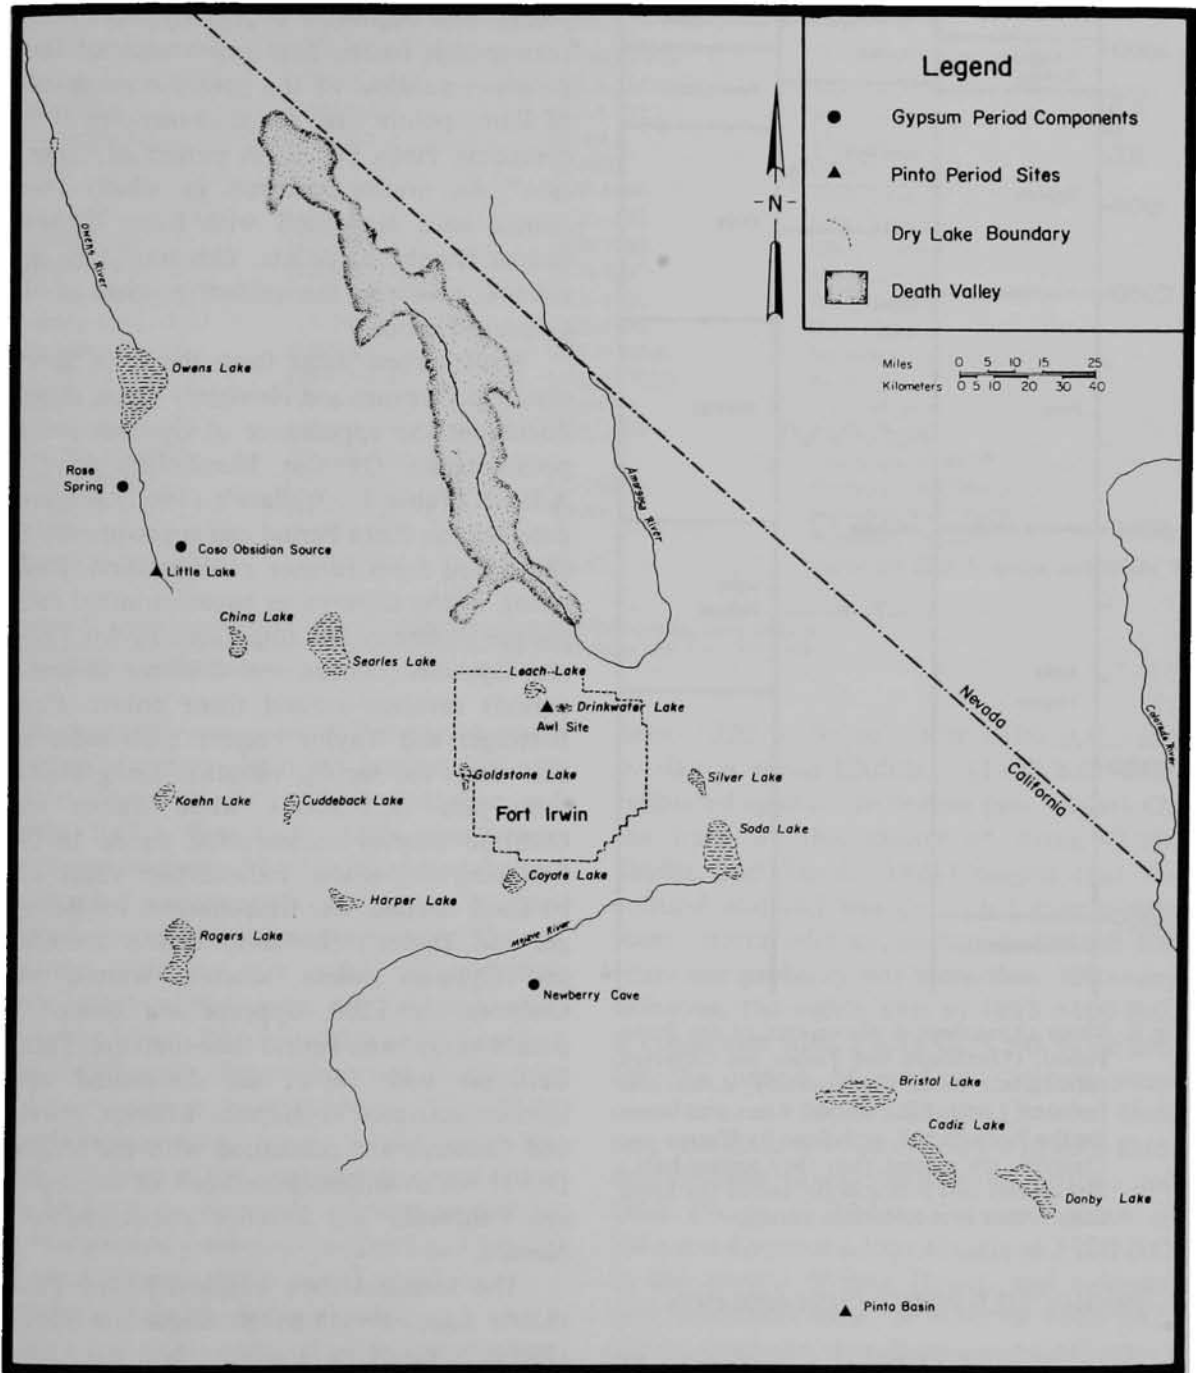 Legend
Gypsum Period Components
Pinto Period Sites
Dry Lake Boundary
Death Valley
-N-
Miles 0 5 10 15 25
Kilometers 0 5 10 20 30 40
Owens River
Owens Lake
Rose
Spring
Coso Obsidian Source
Little Lake
China Lake
Searles Lake
Amargosa River
Leach Lake
Drinkwater Lake
Awl Site
Goldstone Lake
Fort Irwin
Koehn Lake
Cuddeback Lake
Silver Lake
Soda Lake
Nevada
California
Colorado River
Coyote Lake
Harper Lake
Rogers Lake
Mojave River
Newberry Cave
Bristol Lake
Cadiz Lake
Danby Lake
Pinto Basin